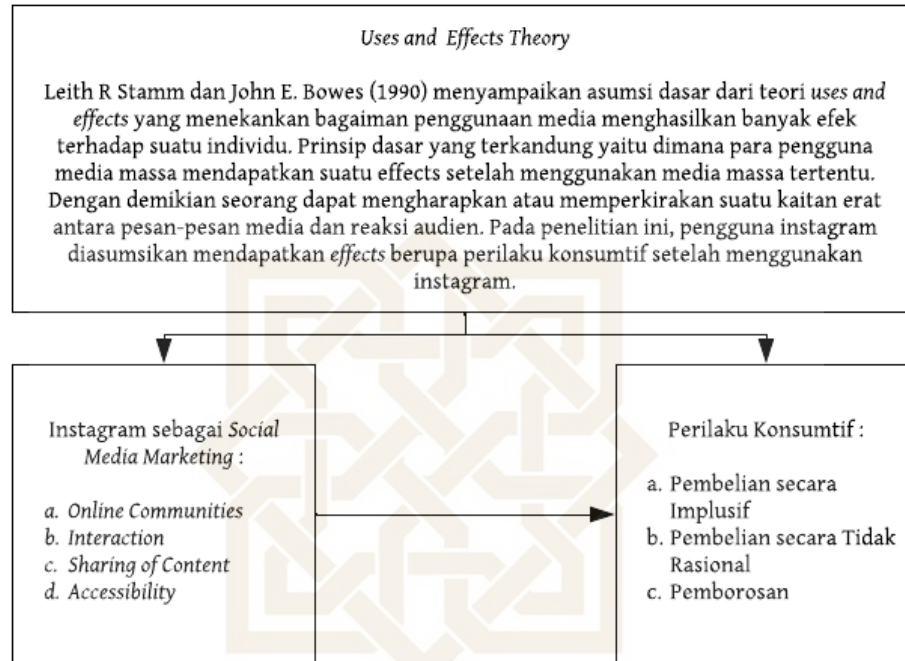 Uses and Effects Theory
Leith R Stamm dan John E. Bowes (1990) menyampaikan asumsi dasar dari teori uses and
effects yang menekankan bagaiman penggunaan media menghasilkan banyak efek
terhadap suatu individu. Prinsip dasar yang terkandung yaitu dimana para pengguna
media massa mendapatkan suatu effects setelah menggunakan media massa tertentu.
Dengan demikian seorang dapat mengharapkan atau memperkirakan suatu kaitan erat
antara pesan-pesan media dan reaksi audien. Pada penelitian ini, pengguna instagram
diasumsikan mendapatkan effects berupa perilaku konsumtif setelah menggunakan
instagram.
Instagram sebagai Social
Media Marketing :
a. Online Communities
b. Interaction
c. Sharing of Content
d. Accessibility
Perilaku Konsumtif :
a. Pembelian secara
Implusif
b. Pembelian secara Tidak
Rasional
c. Pemborosan